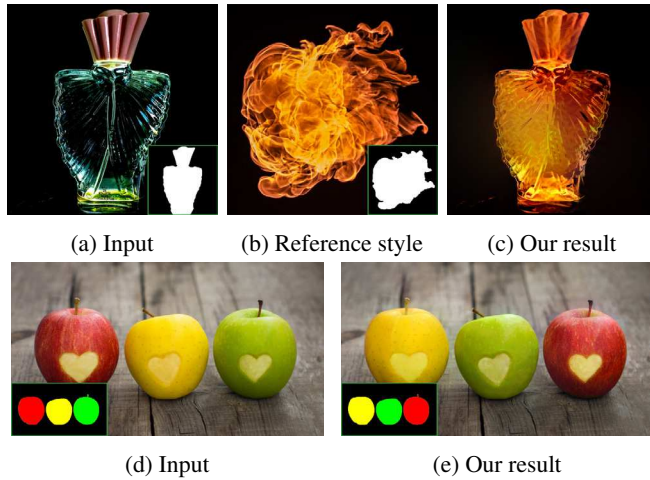 (a) Input
(b) Reference style
(c) Our result
(d) Input
(e) Our result